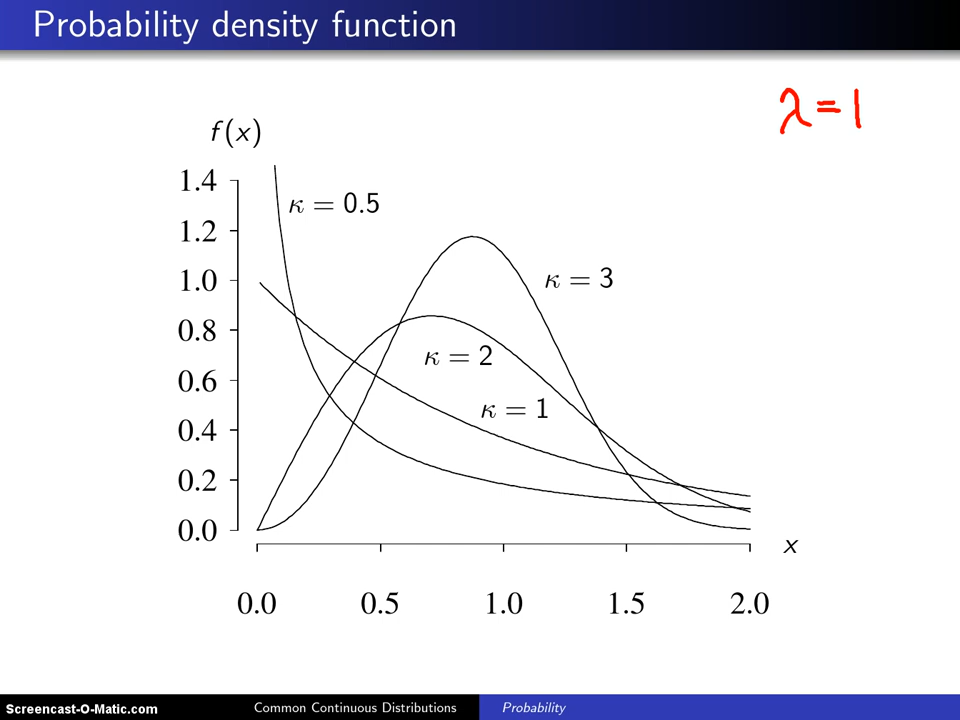 Probability density function
λ = 1
f(x)
1.4
κ = 0.5
1.2
1.0
κ = 3
0.8
κ = 2
0.6
κ = 1
0.4
0.2
0.0
x
0.0 0.5 1.0 1.5 2.0
Screencast-O-Matic.com Common Continuous Distributions Probability